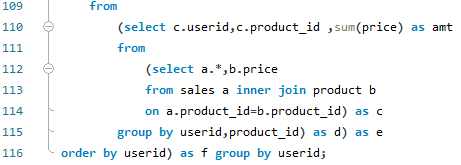 109 from
110 (select c.userid,c.product_id ,sum(price) as amt
111 from
112 (select a.*,b.price
113 from sales a inner join product b
114 on a.product_id=b.product_id) as c
115 group by userid,product_id) as d) as e
116 order by userid) as f group by userid;